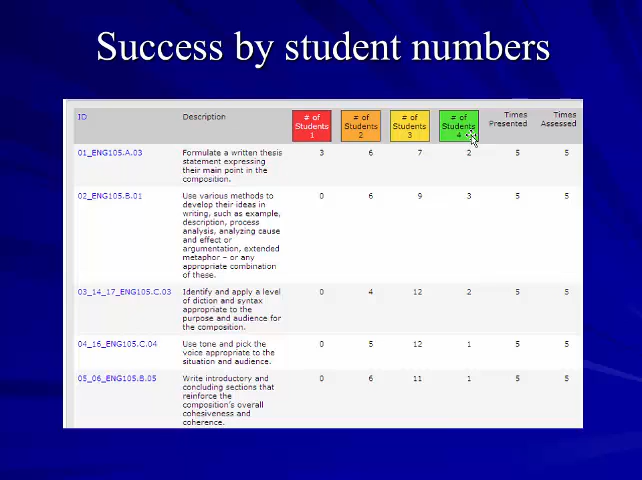 Success by student numbers
ID Description # of Students 1 # of Students 2 # of Students 3 # of Students 4 Times Presented Times Assessed
01_ENG105.A.03 Formulate a written thesis 3 6 7 2 5 5
statement expressing
their main point in the
composition.
02_ENG105.B.01 Use various methods to 0 6 9 3 5 5
develop their ideas in
writing, such as example,
description, process
analysis, analyzing cause
and effect or
argumentation, extended
metaphor – or any
appropriate combination
of these.
03_14_17_ENG105.C.03 Identify and apply a level 0 4 12 2 5 5
of diction and syntax
appropriate to the
purpose and audience for
the composition.
04_16_ENG105.C.04 Use tone and pick the 0 5 12 1 5 5
voice appropriate to the
situation and audience.
05_06_ENG105.B.05 Write introductory and 0 6 11 1 5 5
concluding sections that
reinforce the
composition's overall
cohesiveness and
coherence.